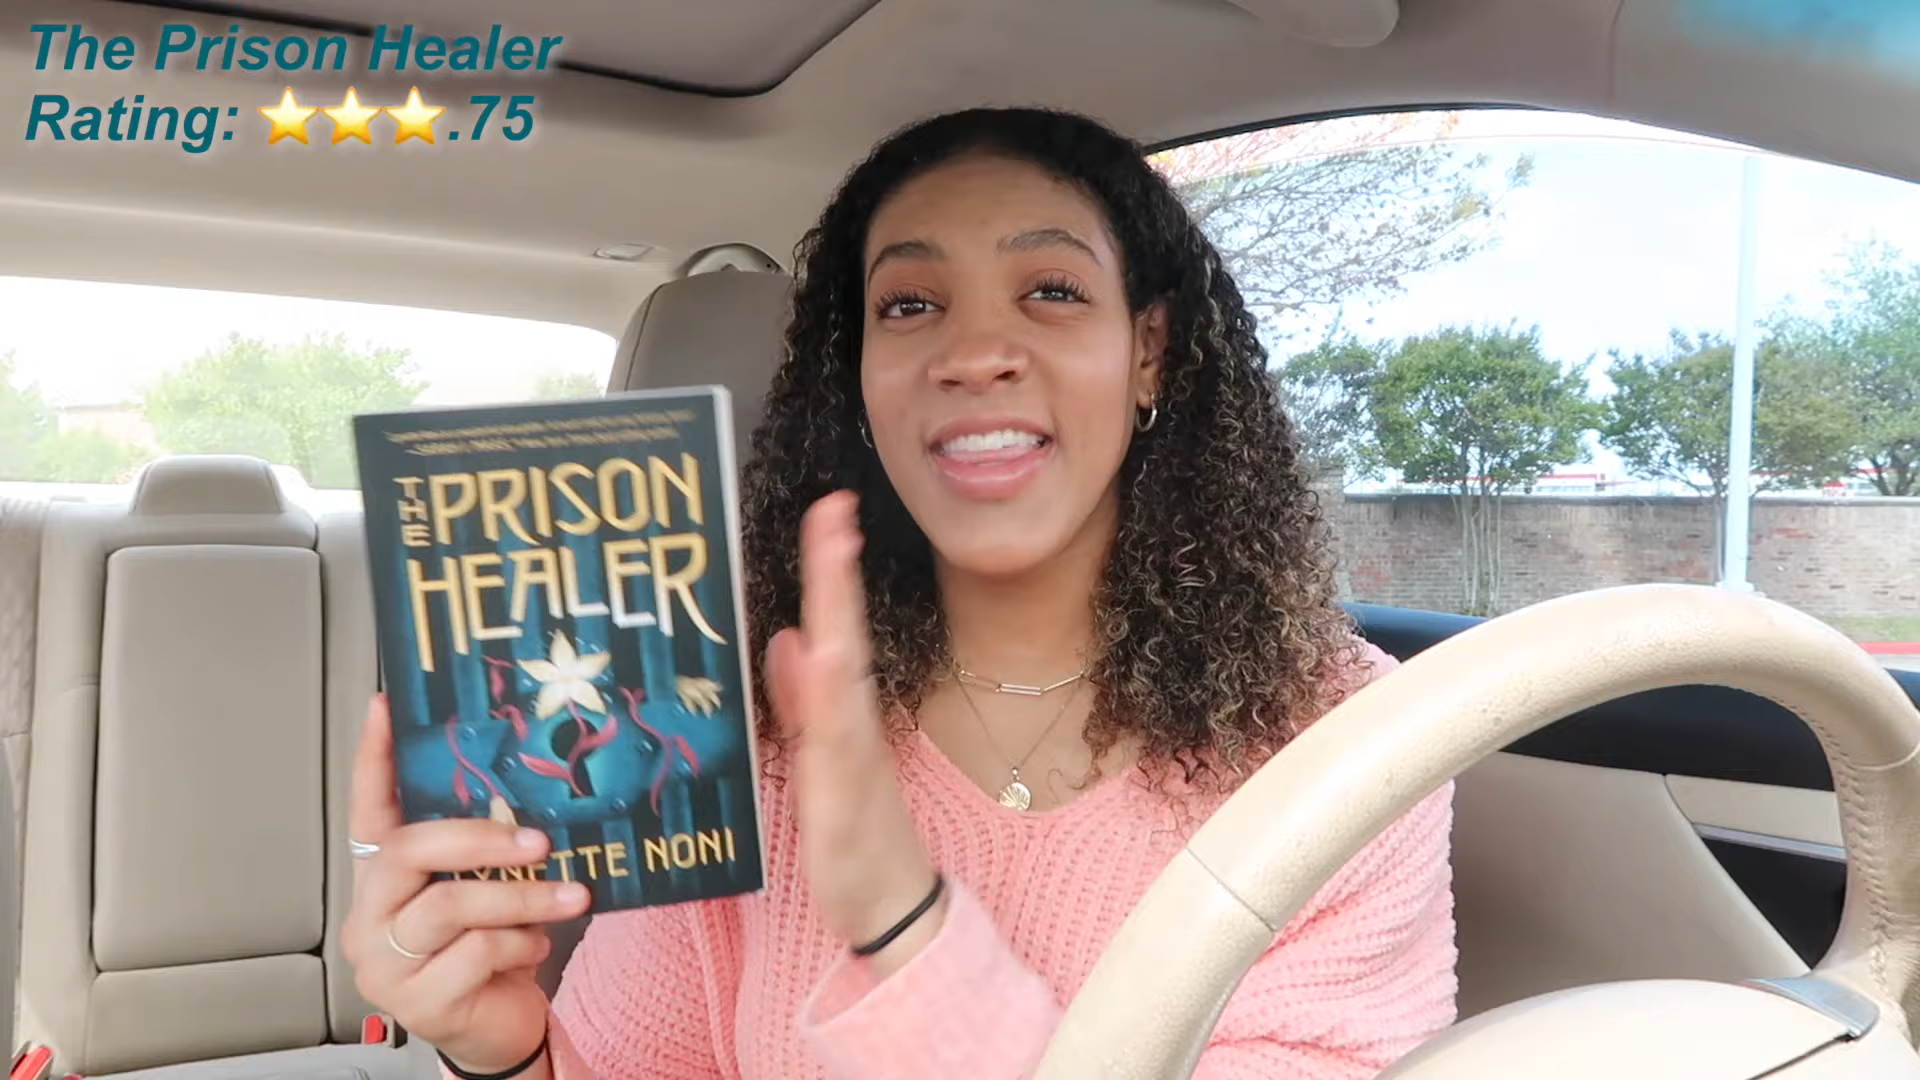 The Prison Healer
Rating: ⭐⭐⭐.75
THE PRISON
HEALER
NONI